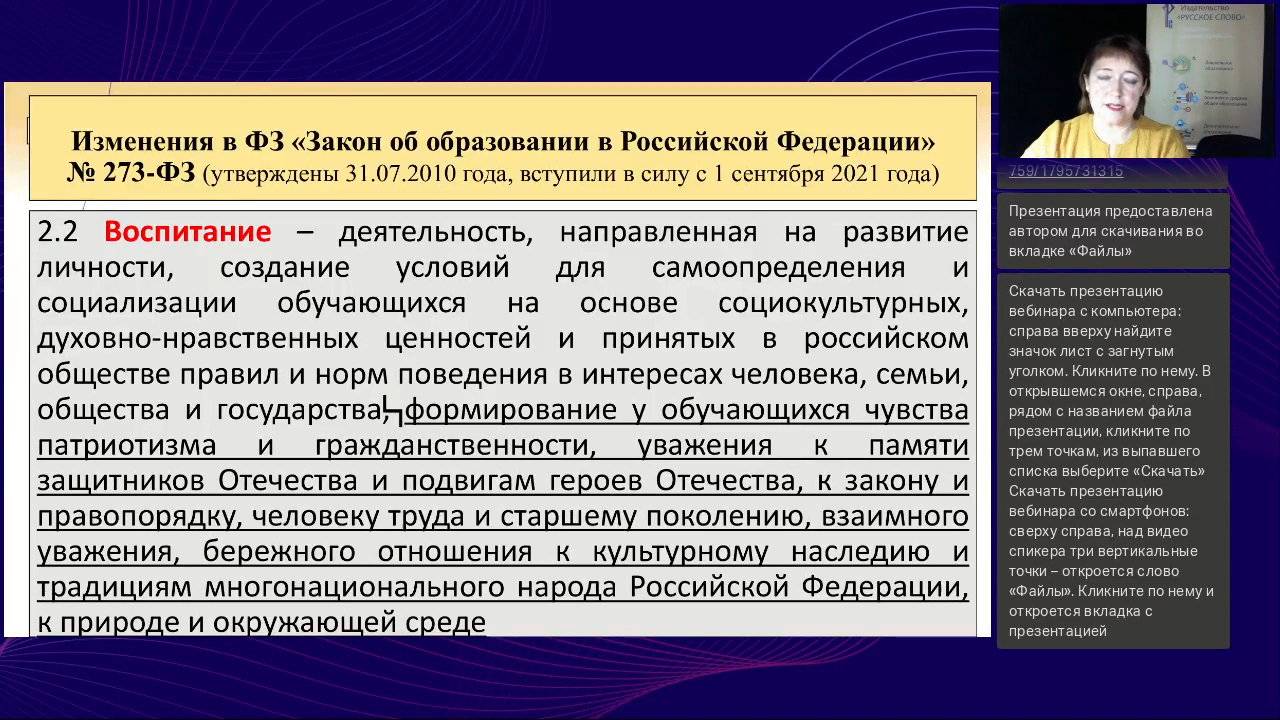 Изменения в ФЗ «Закон об образовании в Российской Федерации»
№ 273-ФЗ (утверждены 31.07.2010 года, вступили в силу с 1 сентября 2021 года)
2.2 Воспитание – деятельность, направленная на развитие
личности, создание условий для самоопределения и
социализации обучающихся на основе социокультурных,
духовно-нравственных ценностей и принятых в российском
обществе правил и норм поведения в интересах человека, семьи,
общества и государства, формирование у обучающихся чувства
патриотизма и гражданственности, уважения к памяти
защитников Отечества и подвигам героев Отечества, к закону и
правопорядку, человеку труда и старшему поколению, взаимного
уважения, бережного отношения к культурному наследию и
традициям многонационального народа Российской Федерации,
к природе и окружающей среде
Издательство
«РУССКОЕ СЛОВО»
759/1795731315
Презентация предоставлена
автором для скачивания во
вкладке «Файлы»
Скачать презентацию
вебинара с компьютера:
справа вверху найдите
значок лист с загнутым
уголком. Кликните по нему. В
открывшемся окне, справа,
рядом с названием файла
презентации, кликните по
трем точкам, из выпавшего
списка выберите «Скачать»
Скачать презентацию
вебинара со смартфонов:
сверху справа, над видео
спикера три вертикальные
точки – откроется слово
«Файлы». Кликните по нему и
откроется вкладка с
презентацией